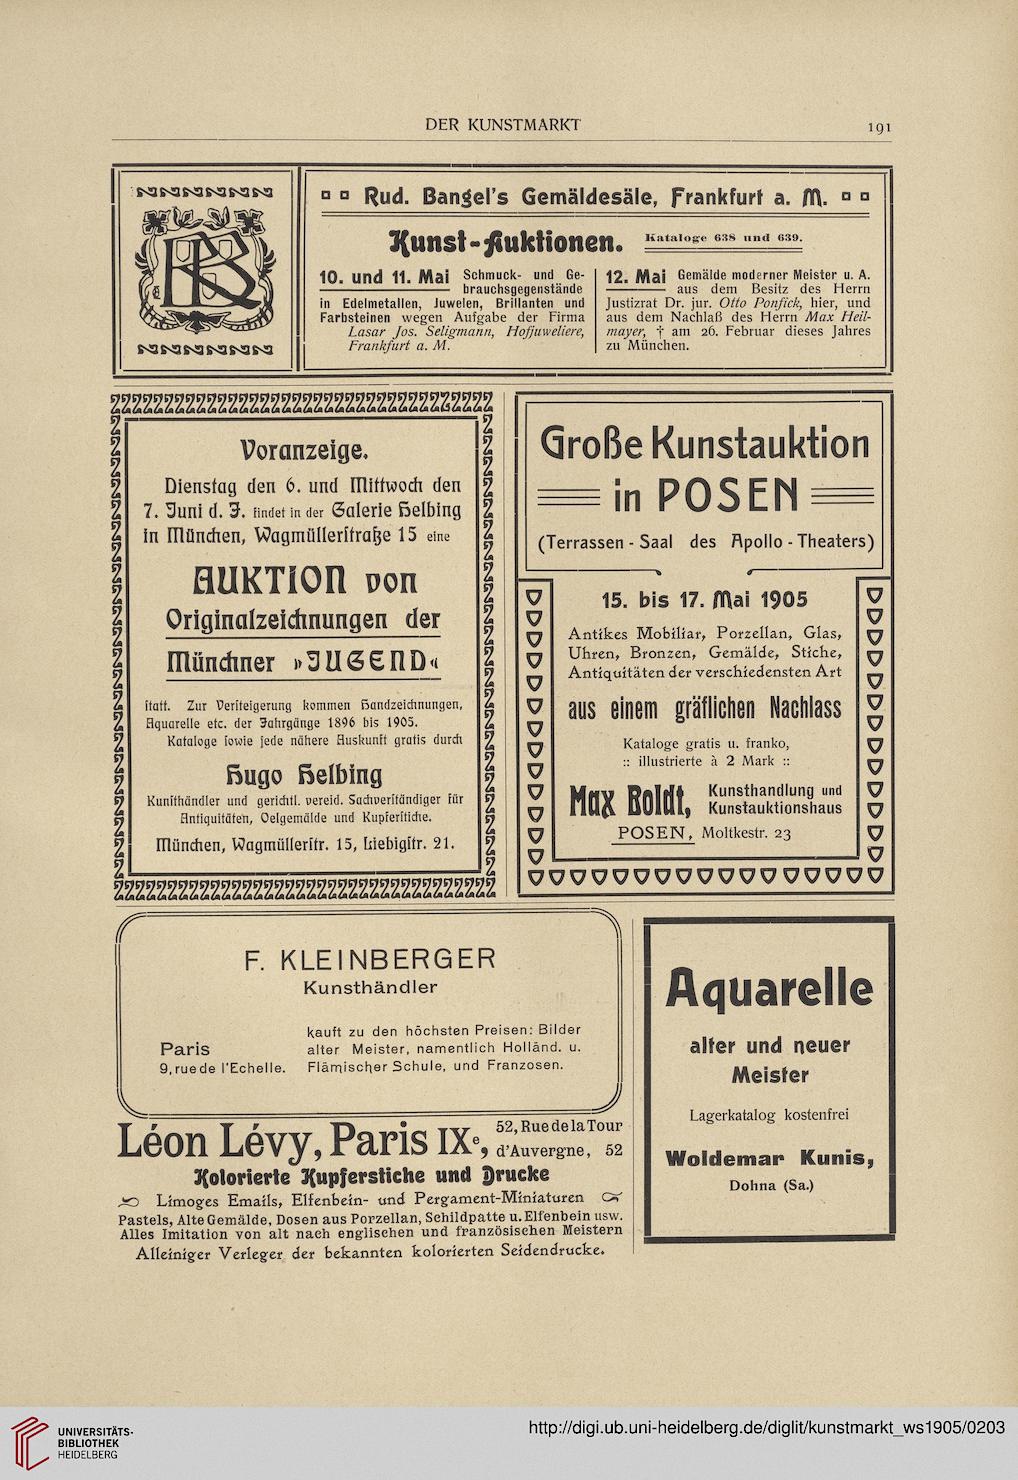 DER KUNSTMARKT
191
Rud. Bangel's Gemäldesäle, Frankfurt a. M.
Kunst-Auktionen.
Kataloge 638 und 639.
10. und 11. Mai Schmuck- und Ge-
brauchsgegenstände
in Edelmetallen, Juwelen, Brillanten und
Farbsteinen wegen Aufgabe der Firma
Lasar Jos. Seligmann, Hofjuweliere,
Frankfurt a. M.
12. Mai Gemälde moderner Meister u. A.
aus dem Besitz des Herrn
Justizrat Dr. jur. Otto Ponfick, hier, und
aus dem Nachlaß des Herrn Max Heil-
mayer, † am 26. Februar dieses Jahres
zu München.
Voranzeige.
Dienstag den 6. und Mittwoch den
7. Juni d. J. findet in der Galerie Helbing
in München, Wagmüllerſtraße 15 eine
AUKTION von
Originalzeichnungen der
Münchner »JUGEND«
ſtatt. Zur Verſteigerung kommen Handzeichnungen,
Aquarelle etc. der Jahrgänge 1896 bis 1905.
Kataloge ſowie jede nähere Auskunft gratis durch
Hugo Helbing
Kunſthändler und gerichtl. vereid. Sachverſtändiger für
Antiquitäten, Oelgemälde und Kupferſtiche.
München, Wagmüllerſtr. 15, Liebigſtr. 21.
Große Kunstauktion
in POSEN
(Terrassen - Saal des Apollo - Theaters)
15. bis 17. Mai 1905
Antikes Mobiliar, Porzellan, Glas,
Uhren, Bronzen, Gemälde, Stiche,
Antiquitäten der verschiedensten Art
aus einem gräflichen Nachlass
Kataloge gratis u. franko,
:: illustrierte à 2 Mark ::
Max Boldt, Kunsthandlung und
Kunstauktionshaus
POSEN, Moltkestr. 23
F. KLEINBERGER
Kunsthändler
kauft zu den höchsten Preisen: Bilder
Paris alter Meister, namentlich Holländ. u.
9, rue de l'Echelle. Flämischer Schule, und Franzosen.
Léon Lévy, Paris IXe, 52, Rue de la Tour
d'Auvergne, 52
Kolorierte Kupferstiche und Drucke
Limoges Emails, Elfenbein- und Pergament-Miniaturen
Pastels, Alte Gemälde, Dosen aus Porzellan, Schildpatte u. Elfenbein usw.
Alles Imitation von alt nach englischen und französischen Meistern
Alleiniger Verleger der bekannten kolorierten Seidendrucke.
Aquarelle
alter und neuer
Meister
Lagerkatalog kostenfrei
Woldemar Kunis,
Dohna (Sa.)
UNIVERSITÄTS-
BIBLIOTHEK
HEIDELBERG
http://digi.ub.uni-heidelberg.de/diglit/kunstmarkt_ws1905/0203